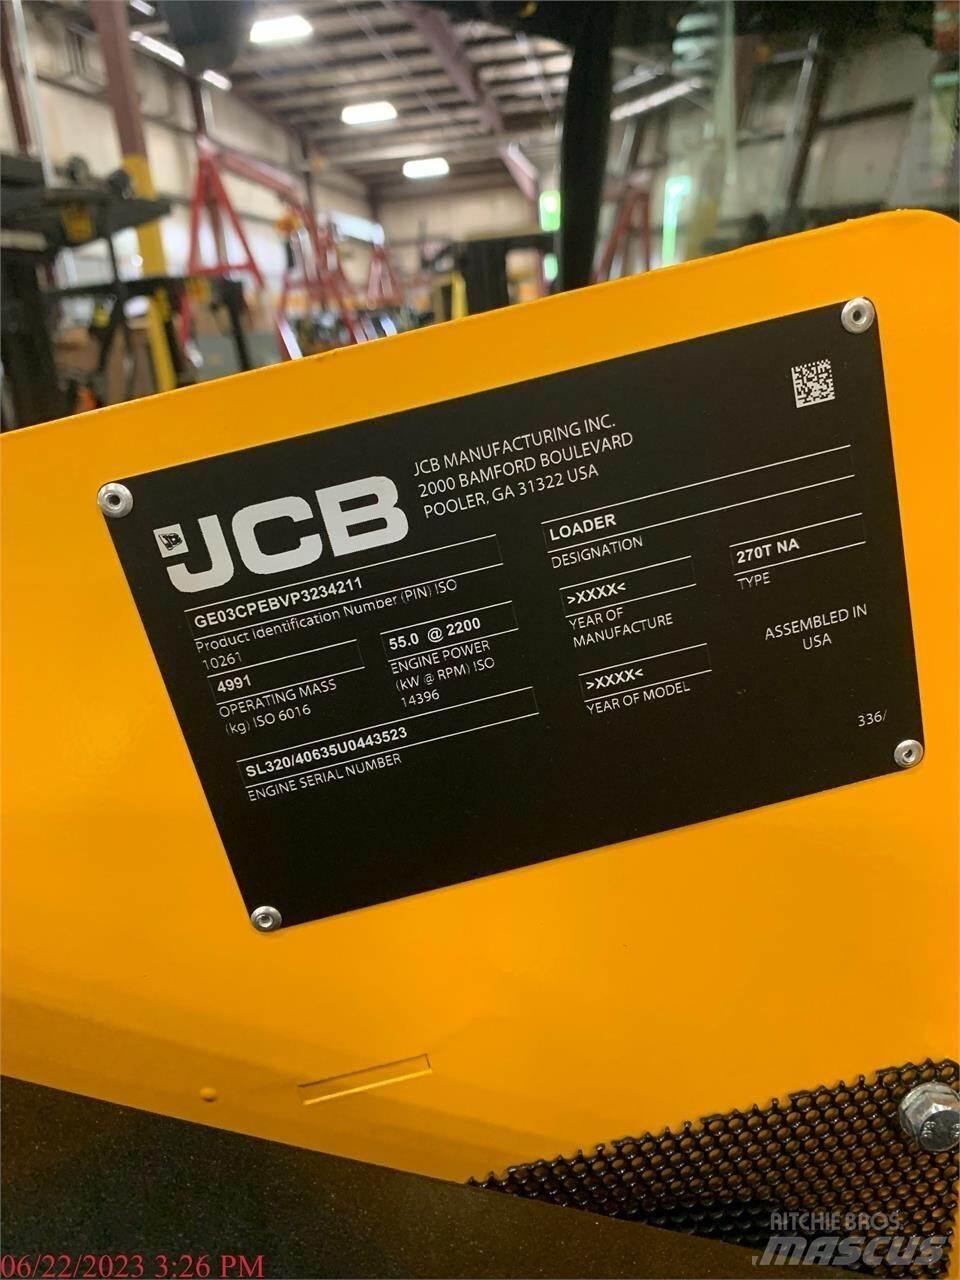 JCB
JCB MANUFACTURING INC.
2000 BAMFORD BOULEVARD
POOLER, GA 31322 USA
GE03CPEBVP3234211
Product Identification Number (PIN) ISO
10261
4991
OPERATING MASS
(kg) ISO 6016
55.0 @ 2200
ENGINE POWER
(kW @ RPM) ISO
14396
SL320/40635U0443523
ENGINE SERIAL NUMBER
LOADER
DESIGNATION
>XXXX<
YEAR OF
MANUFACTURE
>XXXX<
YEAR OF MODEL
270T NA
TYPE
ASSEMBLED IN
USA
336/
06/22/2023 3:26 PM
RITCHIE BROS.
MASCUS